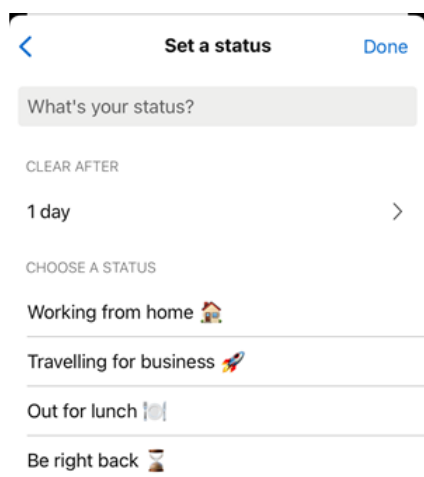 Set a status
Done
What's your status?
CLEAR AFTER
1 day
CHOOSE A STATUS
Working from home 🏡
Travelling for business 🚀
Out for lunch 🍽️
Be right back ⏳